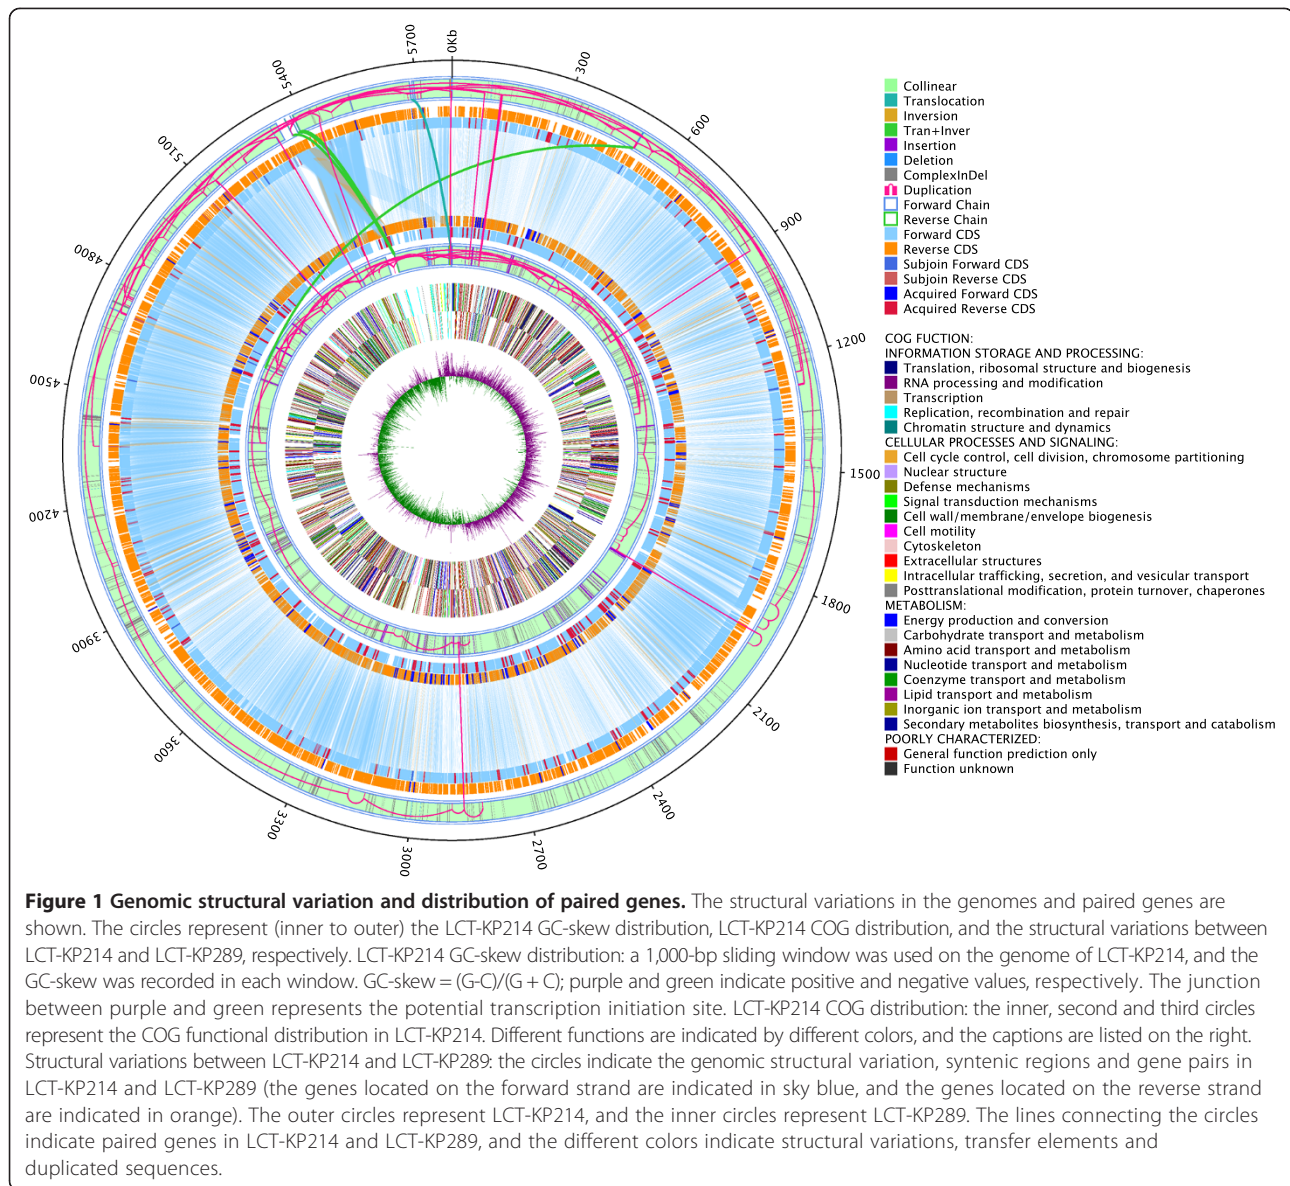 0Kb
300
600
900
1200
1500
1800
2100
2400
2700
3000
3300
3600
3900
4200
4500
4800
5100
5400
5700
Collinear
Translocation
Inversion
Tran+Inver
Insertion
Deletion
ComplexInDel
Duplication
Forward Chain
Reverse Chain
Forward CDS
Reverse CDS
Subjoin Forward CDS
Subjoin Reverse CDS
Acquired Forward CDS
Acquired Reverse CDS
COG FUCTION:
INFORMATION STORAGE AND PROCESSING:
Translation, ribosomal structure and biogenesis
RNA processing and modification
Transcription
Replication, recombination and repair
Chromatin structure and dynamics
CELLULAR PROCESSES AND SIGNALING:
Cell cycle control, cell division, chromosome partitioning
Nuclear structure
Defense mechanisms
Signal transduction mechanisms
Cell wall/membrane/envelope biogenesis
Cell motility
Cytoskeleton
Extracellular structures
Intracellular trafficking, secretion, and vesicular transport
Posttranslational modification, protein turnover, chaperones
METABOLISM:
Energy production and conversion
Carbohydrate transport and metabolism
Amino acid transport and metabolism
Nucleotide transport and metabolism
Coenzyme transport and metabolism
Lipid transport and metabolism
Inorganic ion transport and metabolism
Secondary metabolites biosynthesis, transport and catabolism
POORLY CHARACTERIZED:
General function prediction only
Function unknown
Figure 1 Genomic structural variation and distribution of paired genes. The structural variations in the genomes and paired genes are
shown. The circles represent (inner to outer) the LCT-KP214 GC-skew distribution, LCT-KP214 COG distribution, and the structural variations between
LCT-KP214 and LCT-KP289, respectively. LCT-KP214 GC-skew distribution: a 1,000-bp sliding window was used on the genome of LCT-KP214, and the
GC-skew was recorded in each window. GC-skew = (G-C)/(G + C); purple and green indicate positive and negative values, respectively. The junction
between purple and green represents the potential transcription initiation site. LCT-KP214 COG distribution: the inner, second and third circles
represent the COG functional distribution in LCT-KP214. Different functions are indicated by different colors, and the captions are listed on the right.
Structural variations between LCT-KP214 and LCT-KP289: the circles indicate the genomic structural variation, syntenic regions and gene pairs in
LCT-KP214 and LCT-KP289 (the genes located on the forward strand are indicated in sky blue, and the genes located on the reverse strand
are indicated in orange). The outer circles represent LCT-KP214, and the inner circles represent LCT-KP289. The lines connecting the circles
indicate paired genes in LCT-KP214 and LCT-KP289, and the different colors indicate structural variations, transfer elements and
duplicated sequences.